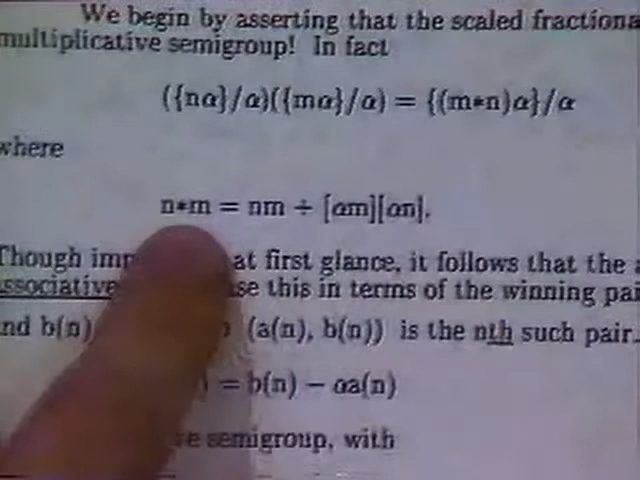 We begin by asserting that the scaled fractiona
multiplicative semigroup! In fact
({nα}/α)({mα}/α) = {(m*n)α}/α
where
n*m = nm ÷ [αm][αn].
Though imp at first glance, it follows that the a
associative se this in terms of the winning pai
nd b(n) (a(n), b(n)) is the nth such pair.
) = b(n) − αa(n)
ve semigroup, with